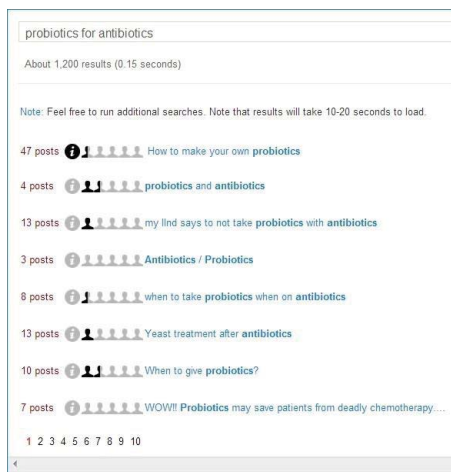 probiotics for antibiotics
About 1,200 results (0.15 seconds)
Note: Feel free to run additional searches. Note that results will take 10-20 seconds to load.
47 posts i How to make your own probiotics
4 posts i probiotics and antibiotics
13 posts i my llnd says to not take probiotics with antibiotics
3 posts i Antibiotics / Probiotics
8 posts i when to take probiotics when on antibiotics
13 posts i Yeast treatment after antibiotics
10 posts i When to give probiotics?
7 posts i WOW!! Probiotics may save patients from deadly chemotherapy....
1 2 3 4 5 6 7 8 9 10